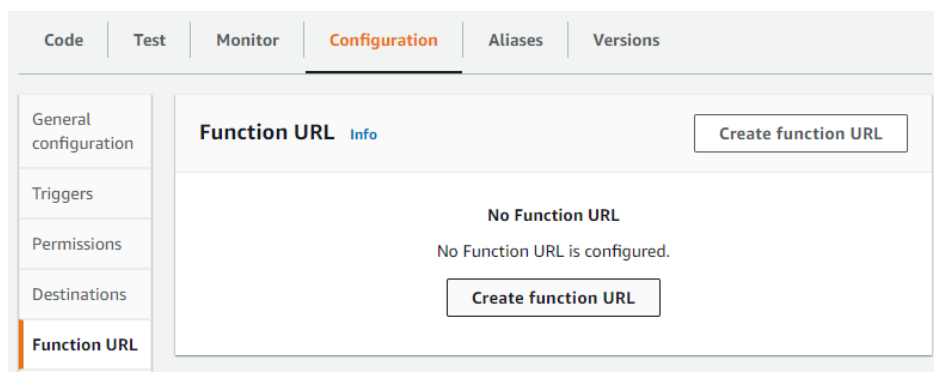 Code Test Monitor Configuration Aliases Versions
General
configuration
Triggers
Permissions
Destinations
Function URL
Function URL Info Create function URL
No Function URL
No Function URL is configured.
Create function URL